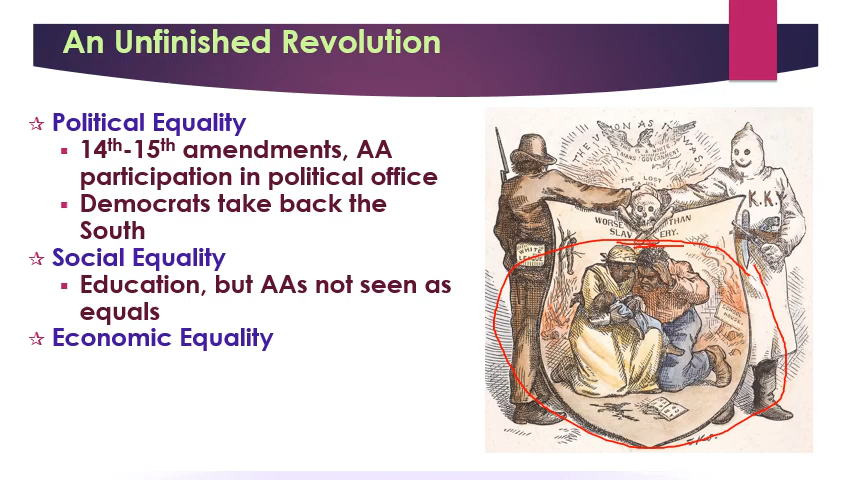 An Unfinished Revolution
☆ Political Equality
▪ 14th-15th amendments, AA
participation in political office
▪ Democrats take back the
South
☆ Social Equality
▪ Education, but AAs not seen as
equals
☆ Economic Equality
THE UNION AS IT WAS
THIS IS A WHITE
MANS GOVERNMENT
THE LOST
WORSE THAN
SLAVERY.
K.K.
WHITE
LEAGUE